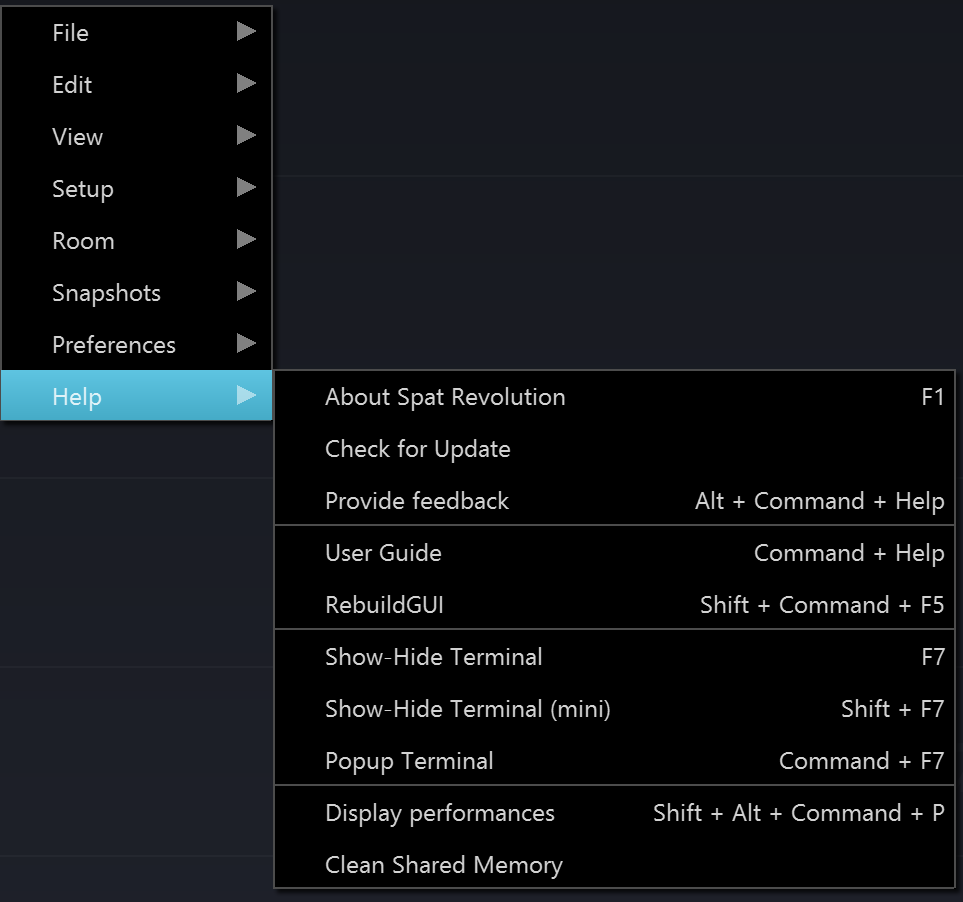 File
Edit
View
Setup
Room
Snapshots
Preferences
Help
About Spat Revolution F1
Check for Update
Provide feedback Alt + Command + Help
User Guide Command + Help
RebuildGUI Shift + Command + F5
Show-Hide Terminal F7
Show-Hide Terminal (mini) Shift + F7
Popup Terminal Command + F7
Display performances Shift + Alt + Command + P
Clean Shared Memory